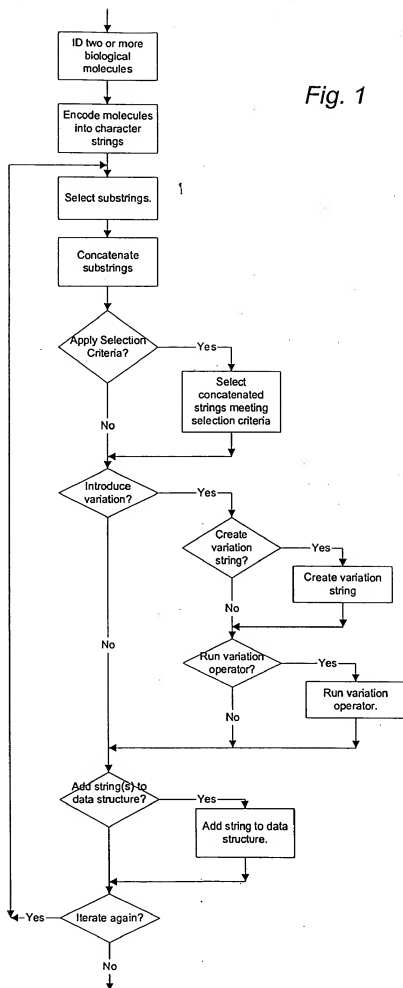 ID two or more
biological
molecules
Fig. 1
Encode molecules
into character
strings
Select substrings.
Concatenate
substrings
Apply Selection
Criteria?
Yes
Select
concatenated
strings meeting
selection criteria
No
Introduce
variation?
Yes
Create
variation
string?
Yes
Create variation
string
No
No
Run variation
operator?
Yes
Run variation
operator.
No
Add string(s) to
data structure?
Yes
Add string to data
structure.
Yes
Iterate again?
No